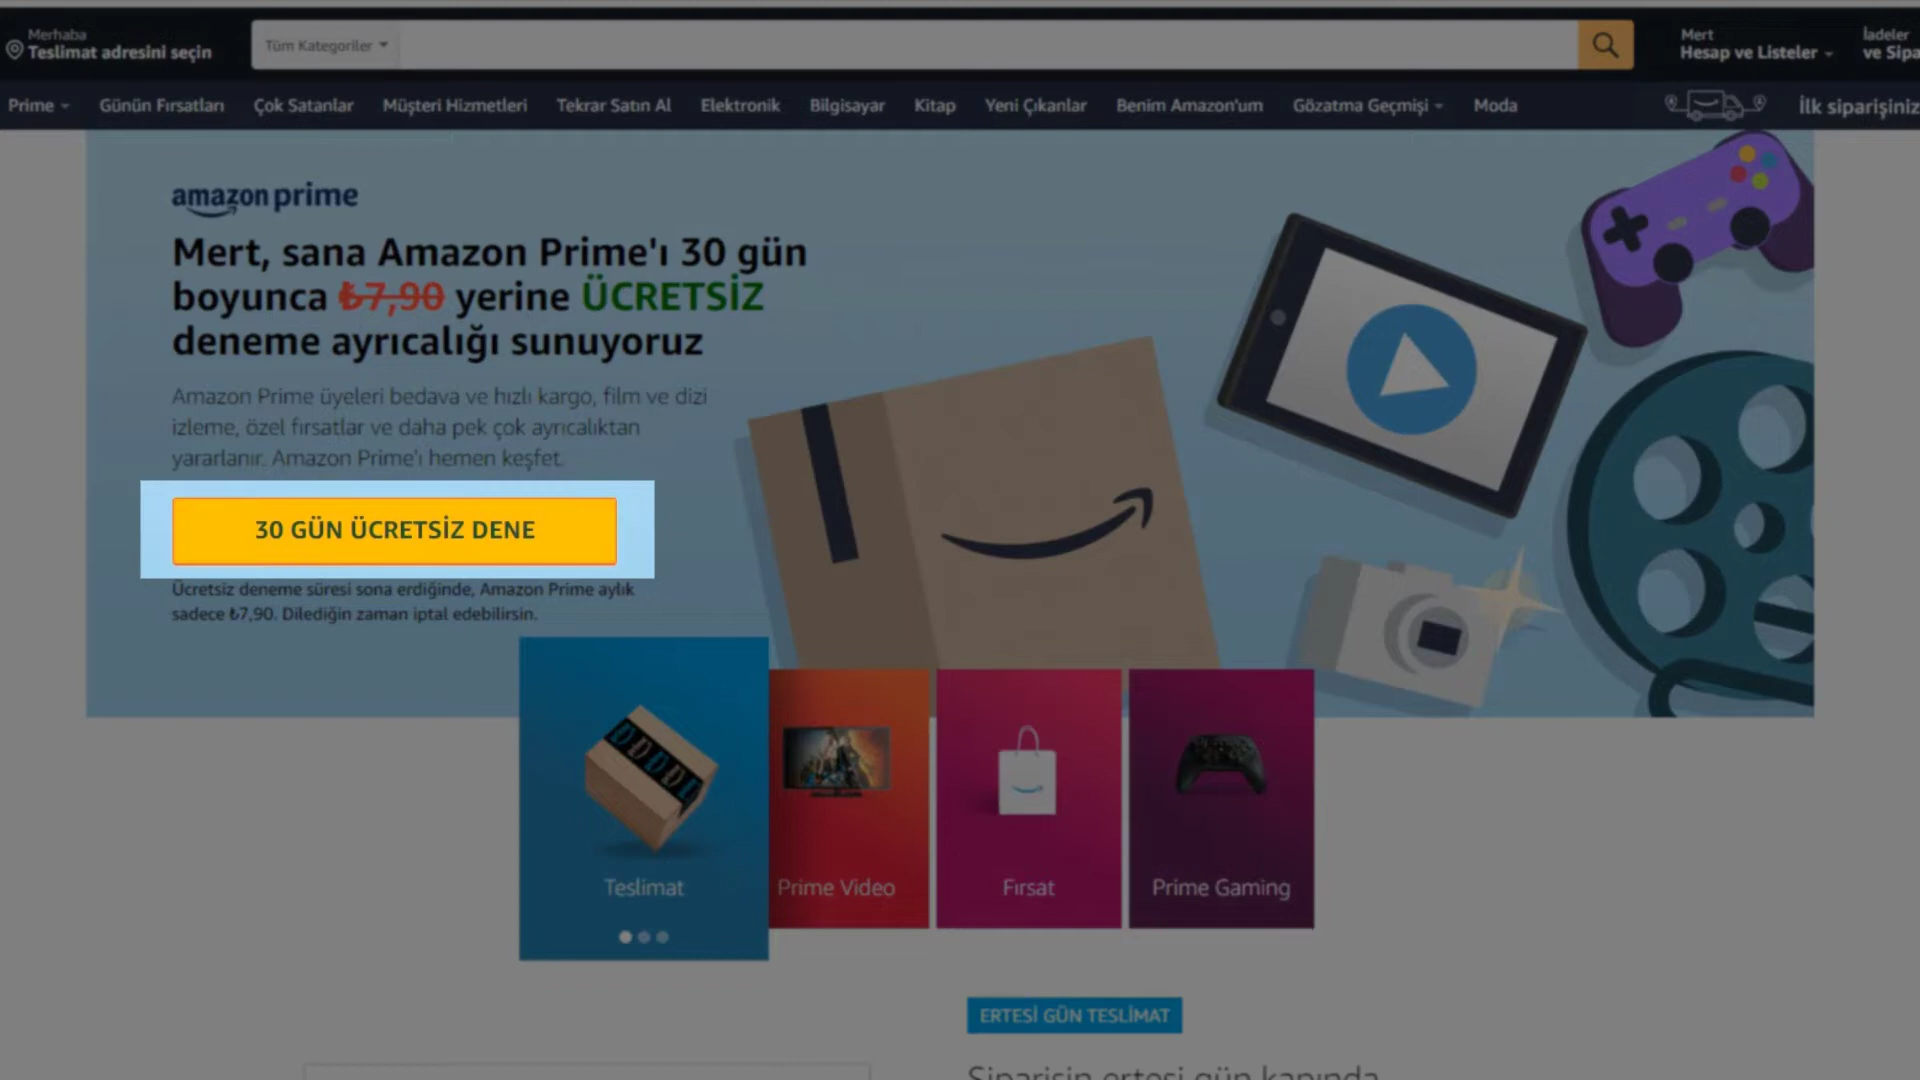 Merhaba
Teslimat adresini seçin
Tüm Kategoriler
Mert
Hesap ve Listeler
İadeler
ve Sipa
Prime
Günün Fırsatları
Çok Satanlar
Müşteri Hizmetleri
Tekrar Satın Al
Elektronik
Bilgisayar
Kitap
Yeni Çıkanlar
Benim Amazon'um
Gözatma Geçmişi
Moda
İlk siparişiniz
amazon prime
Mert, sana Amazon Prime'ı 30 gün
boyunca ₺7,90 yerine ÜCRETSİZ
deneme ayrıcalığı sunuyoruz
Amazon Prime üyeleri bedava ve hızlı kargo, film ve dizi
izleme, özel fırsatlar ve daha pek çok ayrıcalıktan
yararlanır. Amazon Prime'ı hemen keşfet.
30 GÜN ÜCRETSİZ DENE
Ücretsiz deneme süresi sona erdiğinde, Amazon Prime aylık
sadece ₺7,90. Dilediğin zaman iptal edebilirsin.
Teslimat
Prime Video
Fırsat
Prime Gaming
ERTESİ GÜN TESLİMAT
Siparişin ertesi gün kapında